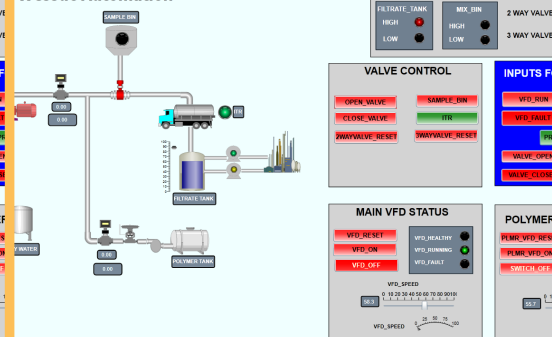 SAMPLE BIN
0.00
0.00
ITR
100
FILTRATE TANK
Y WATER
0.00
0.00
POLYMER TANK
FILTRATE_TANK
HIGH
LOW
MIX_BIN
HIGH
LOW
2 WAY VALVE
3 WAY VALVE
VALVE CONTROL
OPEN_VALVE
SAMPLE_BIN
CLOSE_VALVE
ITR
2WAYVALVE_RESET
3WAYVALVE_RESET
INPUTS F
VFD_RUN
VFD_FAULT
PR
VALVE_OPEN
VALVE_CLOSE
MAIN VFD STATUS
VFD_RESET
VFD_ON
VFD_OFF
VFD_HEALTHY
VFD_RUNNING
VFD_FAULT
VFD_SPEED
0 10 20 30 40 50 60 70 80 90
58.3
VFD_SPEED
0 25 50 75 100
POLYMER
PLMR_VFD_RES
PLMR_VFD_ON
SWITCH_OFF
55.7